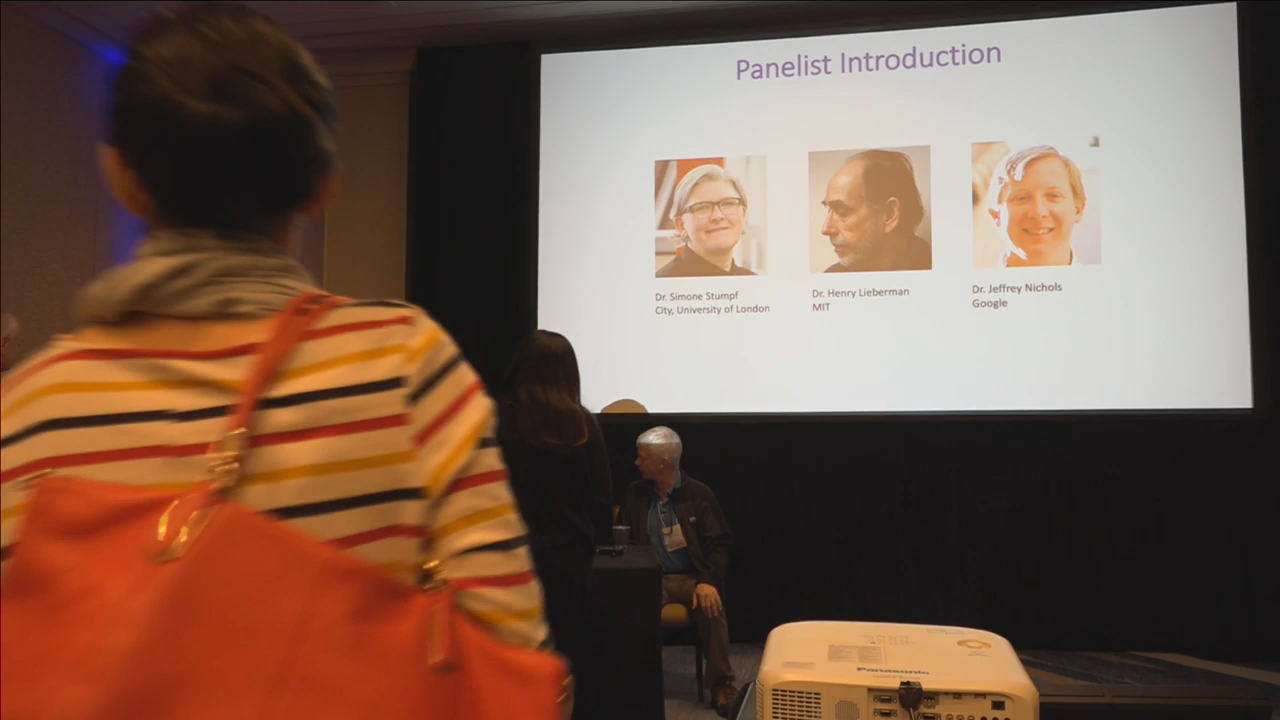 Panelist Introduction
Dr. Simone Stumpf
City, University of London
Dr. Henry Lieberman
MIT
Dr. Jeffrey Nichols
Google
Panasonic